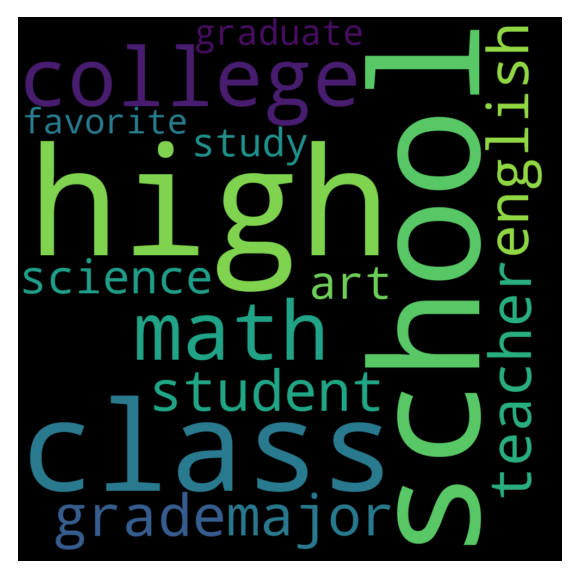 graduate
college
favorite
study
high
science
art
math
student
class
grade
major
school
english
teacher